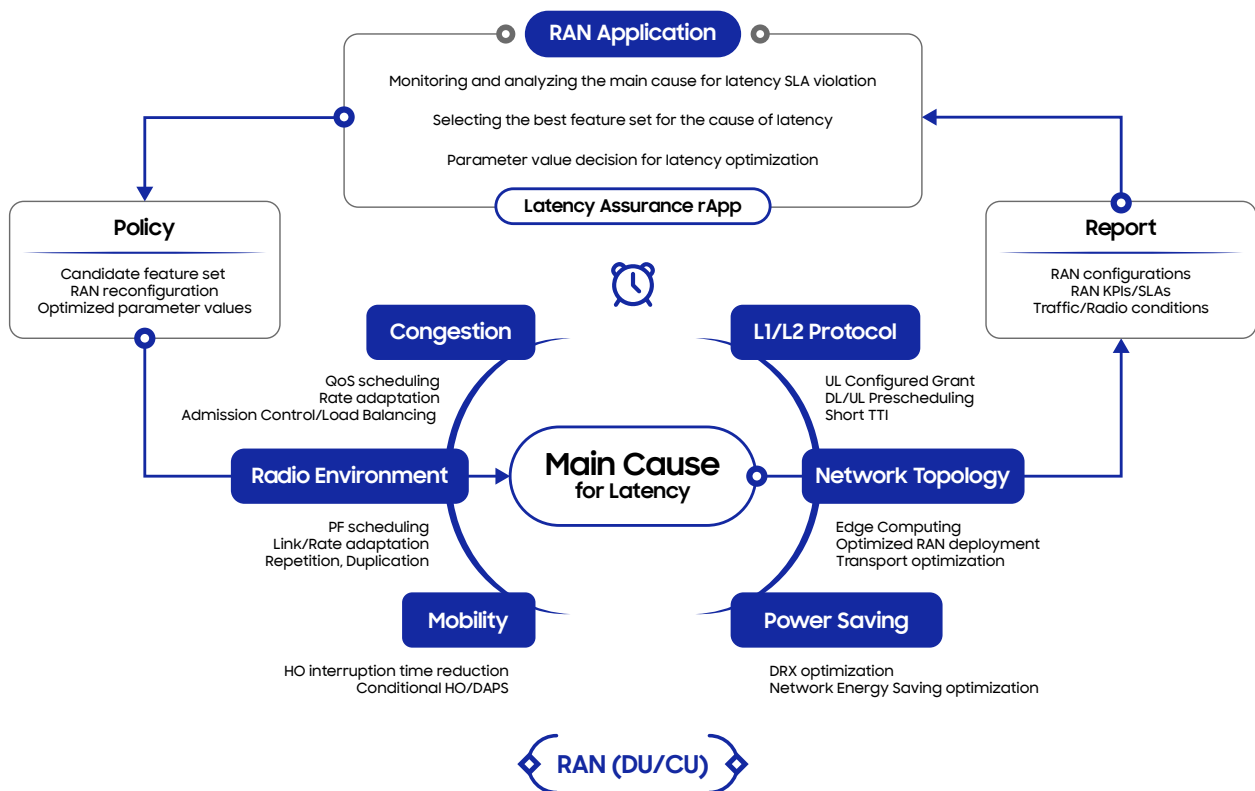 RAN Application
Monitoring and analyzing the main cause for latency SLA violation
Selecting the best feature set for the cause of latency
Parameter value decision for latency optimization
Latency Assurance rApp
Policy
Candidate feature set
RAN reconfiguration
Optimized parameter values
Report
RAN configurations
RAN KPIs/SLAs
Traffic/Radio conditions
Congestion
QoS scheduling
Rate adaptation
Admission Control/Load Balancing
L1/L2 Protocol
UL Configured Grant
DL/UL Prescheduling
Short TTI
Radio Environment
PF scheduling
Link/Rate adaptation
Repetition, Duplication
Main Cause
for Latency
Network Topology
Edge Computing
Optimized RAN deployment
Transport optimization
Mobility
HO interruption time reduction
Conditional HO/DAPS
Power Saving
DRX optimization
Network Energy Saving optimization
RAN (DU/CU)